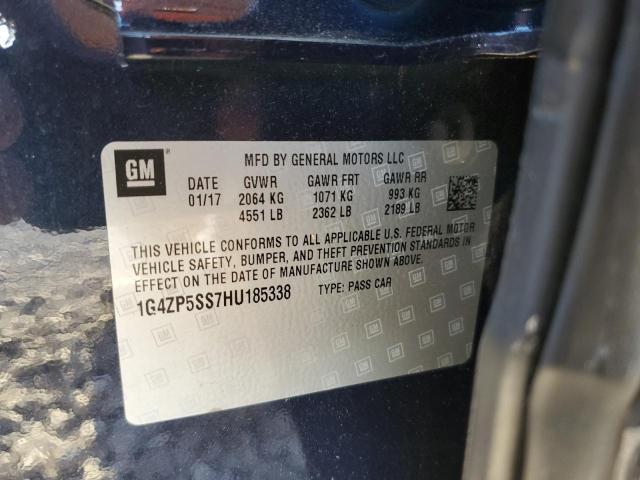 GM
MFD BY GENERAL MOTORS LLC
DATE GVWR GAWR FRT GAWR RR
01/17 2064 KG 1071 KG 993 KG
4551 LB 2362 LB 2189 LB
THIS VEHICLE CONFORMS TO ALL APPLICABLE U.S. FEDERAL MOTOR
VEHICLE SAFETY, BUMPER, AND THEFT PREVENTION STANDARDS IN
EFFECT ON THE DATE OF MANUFACTURE SHOWN ABOVE.
1G4ZP5SS7HU185338 TYPE: PASS CAR